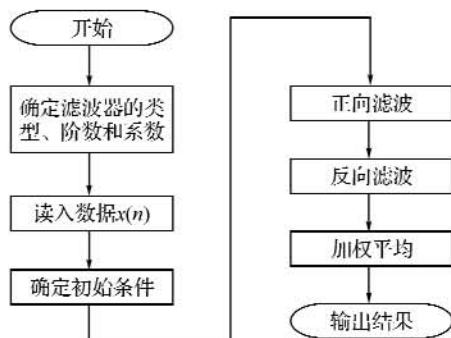 开始
确定滤波器的类
型、阶数和系数
读入数据x(n)
确定初始条件
正向滤波
反向滤波
加权平均
输出结果